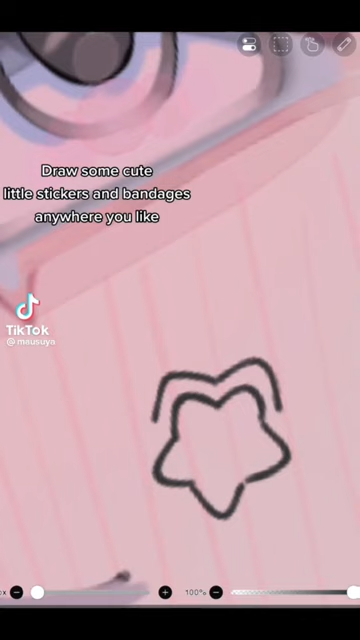 Draw some cute
little stickers and bandages
anywhere you like
TikTok
@mausuya
100%